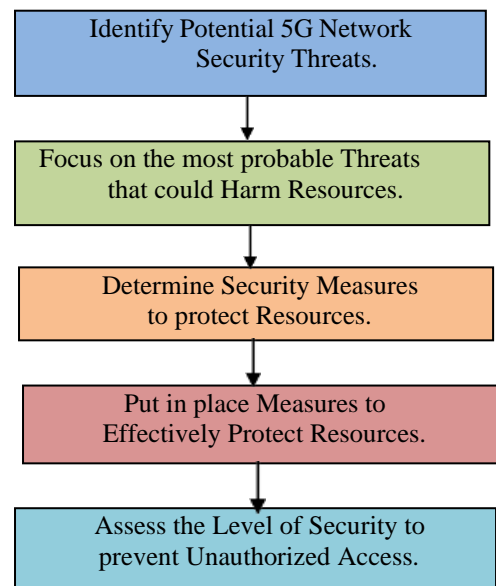 Identify Potential 5G Network
Security Threats.
Focus on the most probable Threats
that could Harm Resources.
Determine Security Measures
to protect Resources.
Put in place Measures to
Effectively Protect Resources.
Assess the Level of Security to
prevent Unauthorized Access.